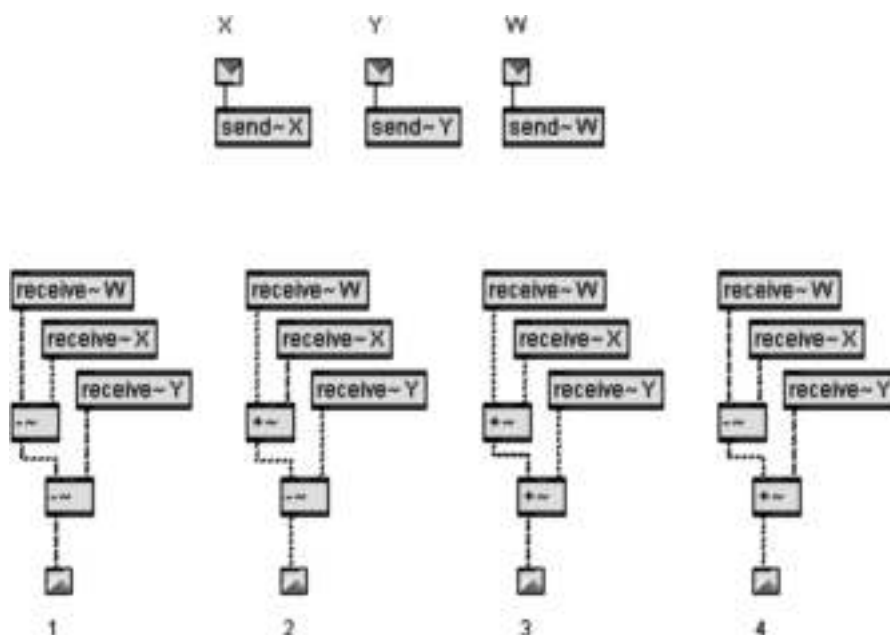 X Y W
send~ X send~ Y send~ W
receive~ W receive~ W receive~ W receive~ W
receive~ X receive~ X receive~ X receive~ X
receive~ Y receive~ Y receive~ Y receive~ Y
-~ +~ +~ -~
-~ -~ +~ +~
1 2 3 4